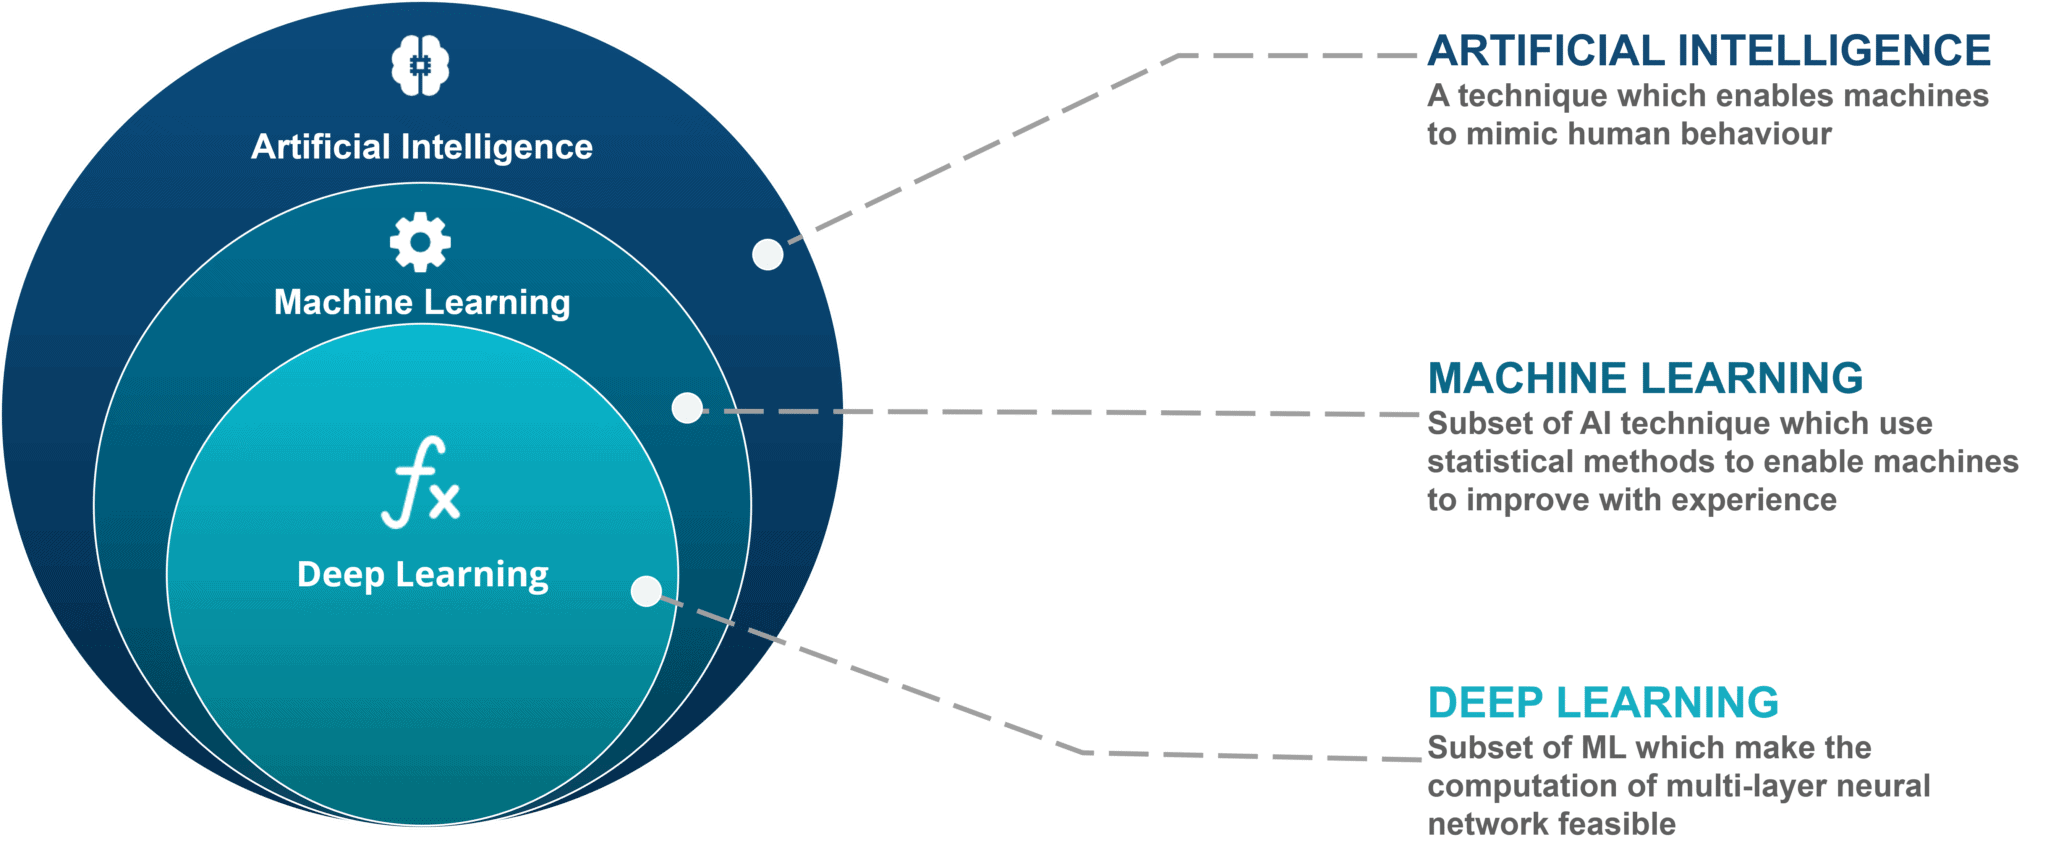 Artificial Intelligence
Machine Learning
fx
Deep Learning
ARTIFICIAL INTELLIGENCE
A technique which enables machines
to mimic human behaviour
MACHINE LEARNING
Subset of AI technique which use
statistical methods to enable machines
to improve with experience
DEEP LEARNING
Subset of ML which make the
computation of multi-layer neural
network feasible